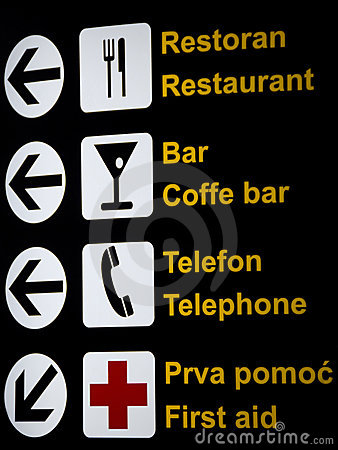 Restoran
Restaurant
Bar
Coffe bar
Telefon
Telephone
Prva pomoć
First aid
dreamstime.com